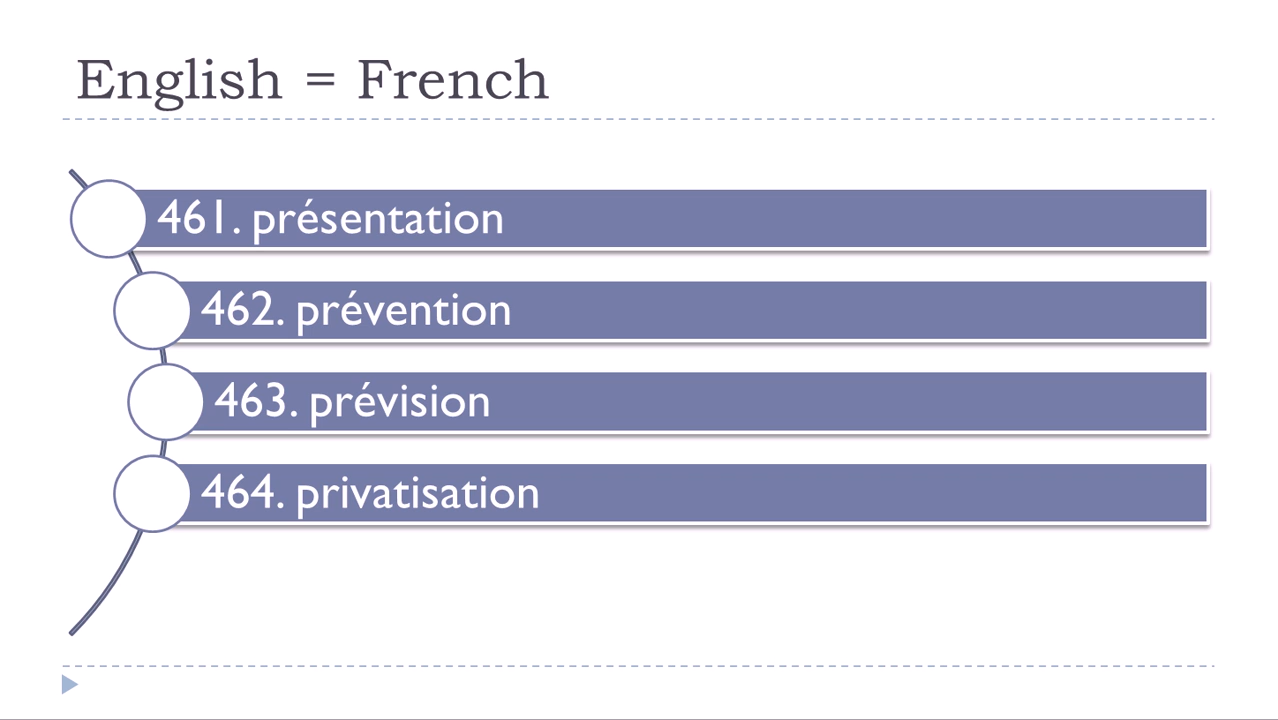 English = French
461. présentation
462. prévention
463. prévision
464. privatisation